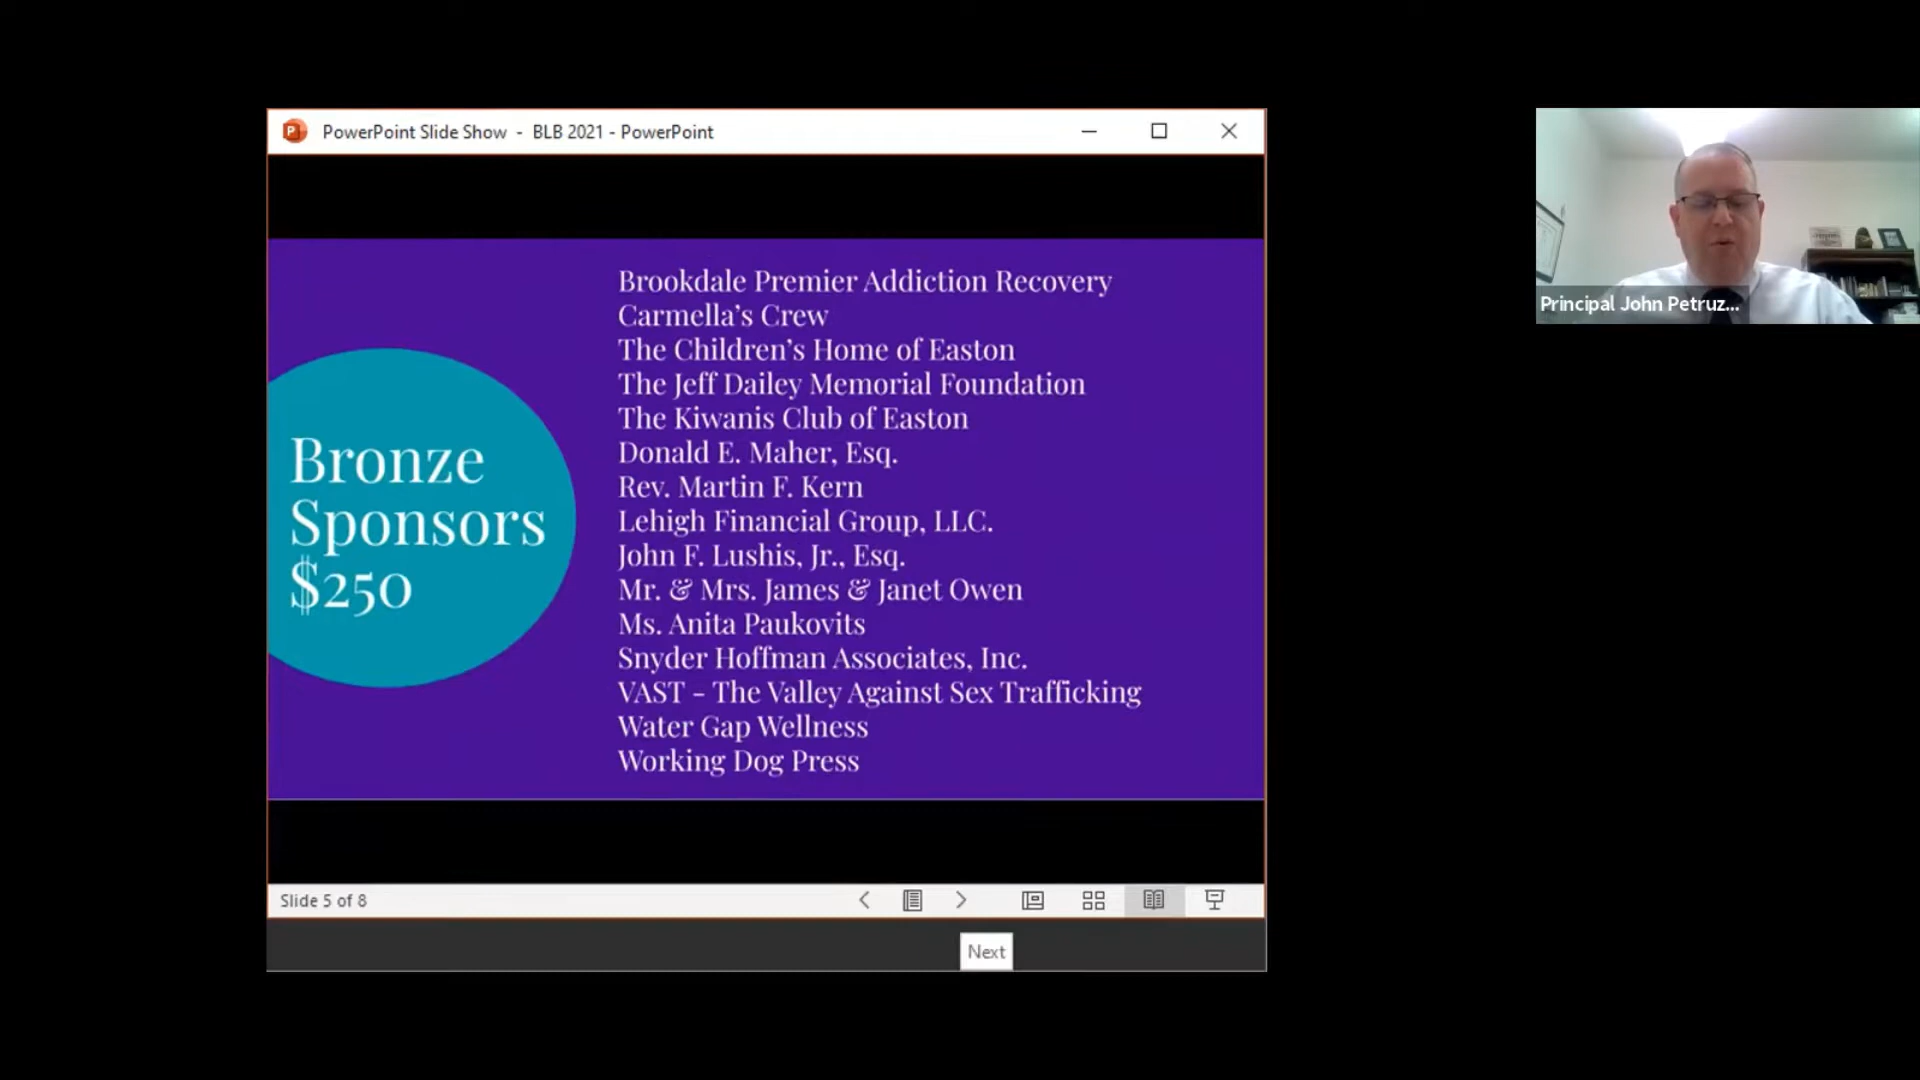 PowerPoint Slide Show - BLB 2021 - PowerPoint
Bronze
Sponsors
$250
Brookdale Premier Addiction Recovery
Carmella’s Crew
The Children’s Home of Easton
The Jeff Dailey Memorial Foundation
The Kiwanis Club of Easton
Donald E. Maher, Esq.
Rev. Martin F. Kern
Lehigh Financial Group, LLC.
John F. Lushis, Jr., Esq.
Mr. & Mrs. James & Janet Owen
Ms. Anita Paukovits
Snyder Hoffman Associates, Inc.
VAST - The Valley Against Sex Trafficking
Water Gap Wellness
Working Dog Press
Slide 5 of 8
Next
Principal John Petruz...